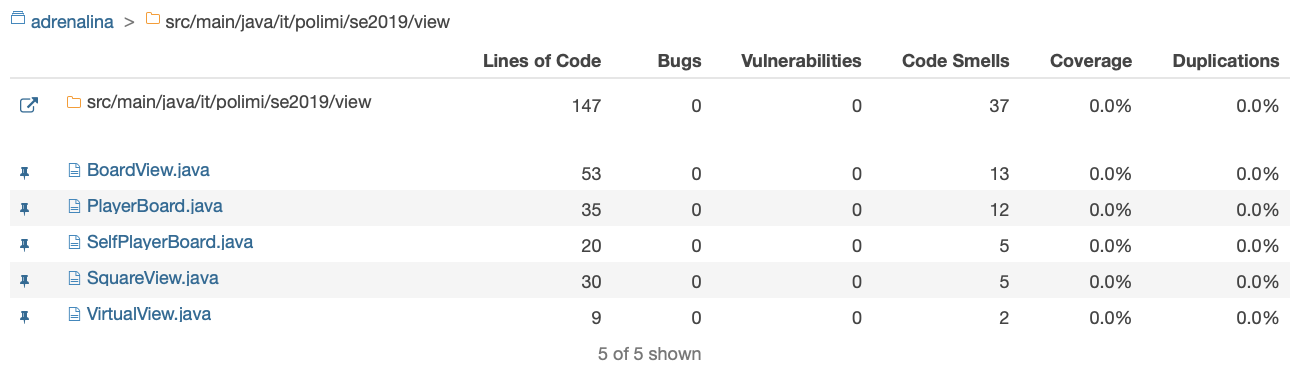 adrenalina > src/main/java/it/polimi/se2019/view
Lines of Code Bugs Vulnerabilities Code Smells Coverage Duplications
src/main/java/it/polimi/se2019/view 147 0 0 37 0.0% 0.0%
BoardView.java 53 0 0 13 0.0% 0.0%
PlayerBoard.java 35 0 0 12 0.0% 0.0%
SelfPlayerBoard.java 20 0 0 5 0.0% 0.0%
SquareView.java 30 0 0 5 0.0% 0.0%
VirtualView.java 9 0 0 2 0.0% 0.0%
5 of 5 shown